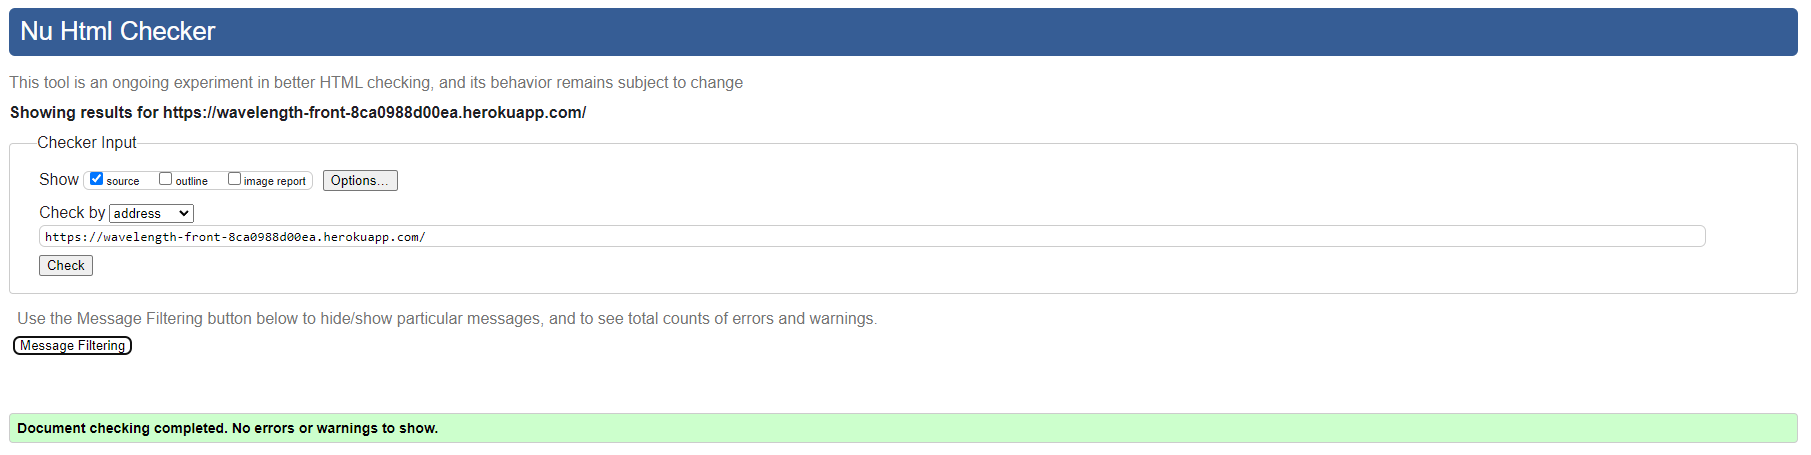 Nu Html Checker
This tool is an ongoing experiment in better HTML checking, and its behavior remains subject to change
Showing results for https://wavelength-front-8ca0988d00ea.herokuapp.com/
Checker Input
Show source outline image report Options...
Check by address
https://wavelength-front-8ca0988d00ea.herokuapp.com/
Check
Use the Message Filtering button below to hide/show particular messages, and to see total counts of errors and warnings.
Message Filtering
Document checking completed. No errors or warnings to show.